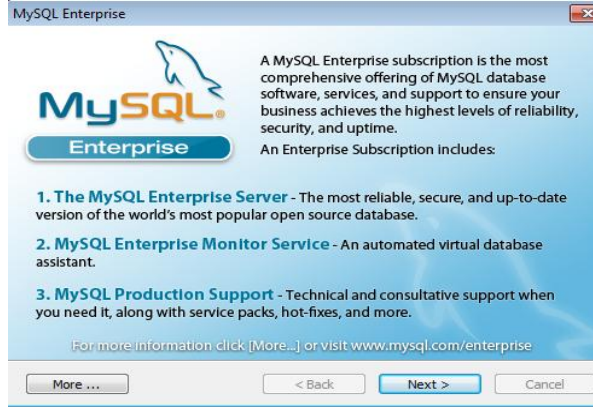 MySQL Enterprise
MySQL®
Enterprise
A MySQL Enterprise subscription is the most
comprehensive offering of MySQL database
software, services, and support to ensure your
business achieves the highest levels of reliability,
security, and uptime.
An Enterprise Subscription includes:
1. The MySQL Enterprise Server - The most reliable, secure, and up-to-date
version of the world's most popular open source database.
2. MySQL Enterprise Monitor Service - An automated virtual database
assistant.
3. MySQL Production Support - Technical and consultative support when
you need it, along with service packs, hot-fixes, and more.
For more information click [More...] or visit www.mysql.com/enterprise
More ...
< Back
Next >
Cancel